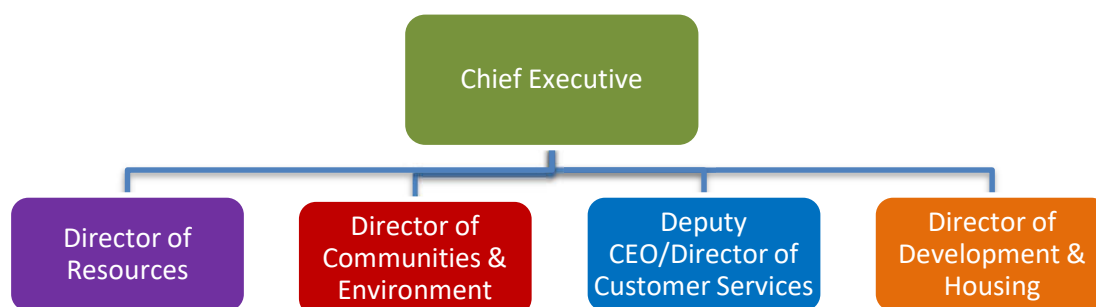 Chief Executive
Director of
Resources
Director of
Communities &
Environment
Deputy
CEO/Director of
Customer Services
Director of
Development &
Housing